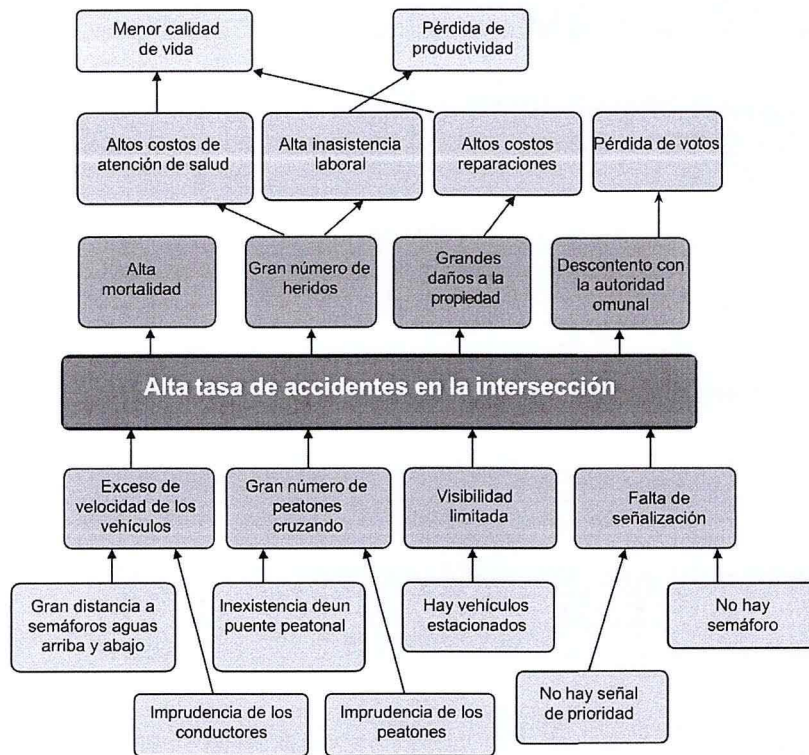 Menor calidad
de vida
Pérdida de
productividad
Altos costos de
atención de salud
Alta inasistencia
laboral
Altos costos
reparaciones
Pérdida de votos
Alta
mortalidad
Gran número de
heridos
Grandes
daños a la
propiedad
Descontento con
la autoridad
omunal
Alta tasa de accidentes en la intersección
Exceso de
velocidad de los
vehículos
Gran número de
peatones
cruzando
Visibilidad
limitada
Falta de
señalización
Gran distancia a
semáforos aguas
arriba y abajo
Inexistencia deun
puente peatonal
Hay vehículos
estacionados
No hay
semáforo
Imprudencia de los
conductores
Imprudencia de los
peatones
No hay señal
de prioridad